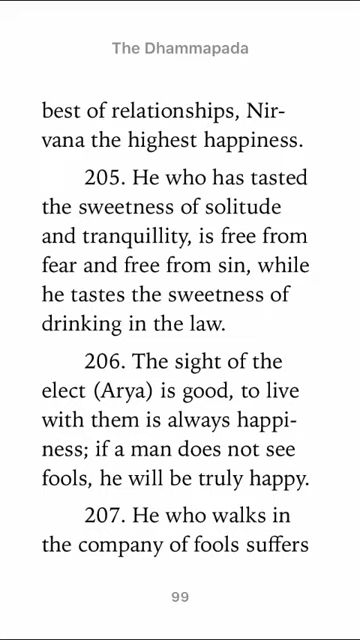 The Dhammapada
best of relationships, Nir-
vana the highest happiness.
205. He who has tasted
the sweetness of solitude
and tranquillity, is free from
fear and free from sin, while
he tastes the sweetness of
drinking in the law.
206. The sight of the
elect (Arya) is good, to live
with them is always happi-
ness; if a man does not see
fools, he will be truly happy.
207. He who walks in
the company of fools suffers
99